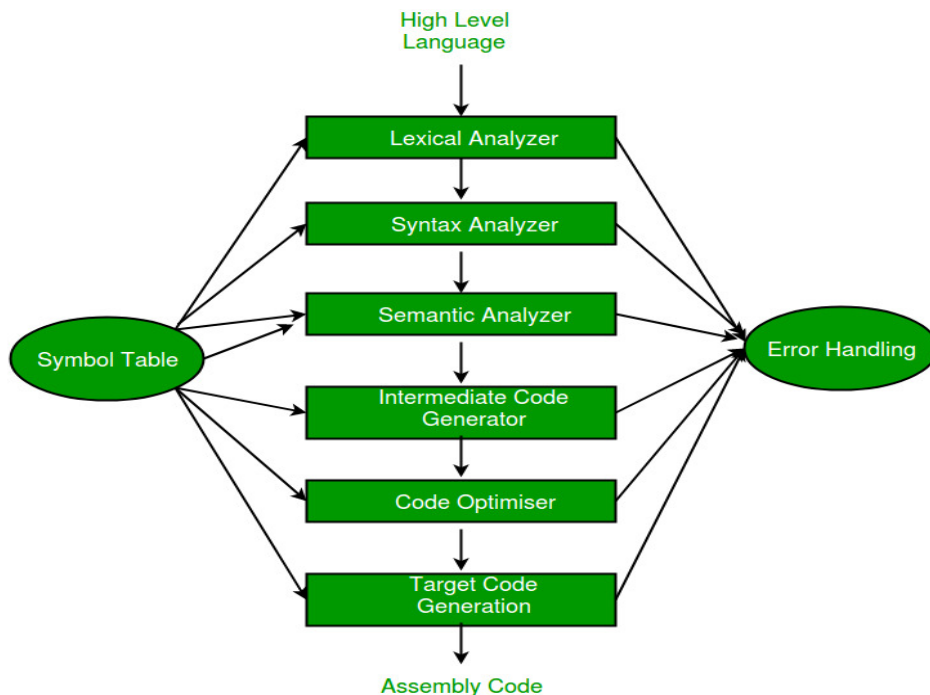 High Level
Language
Lexical Analyzer
Syntax Analyzer
Semantic Analyzer
Symbol Table
Error Handling
Intermediate Code
Generator
Code Optimiser
Target Code
Generation
Assembly Code